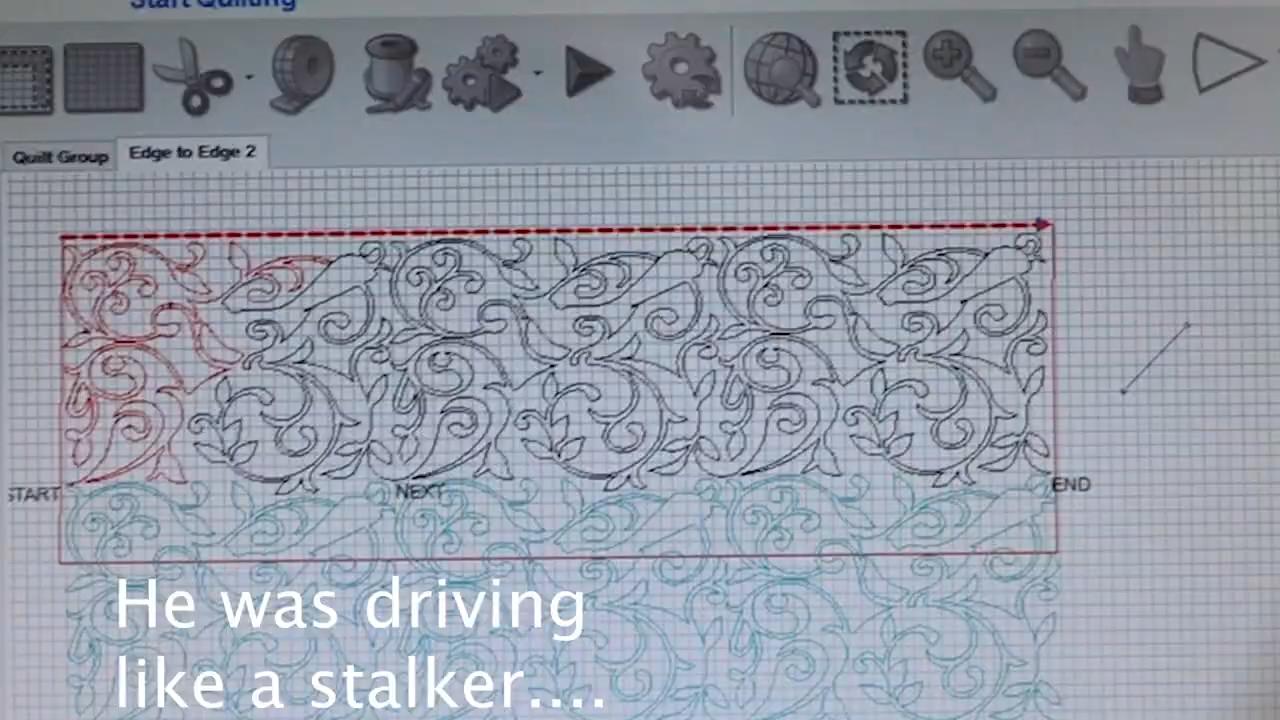 Start Quilting
Quilt Group
Edge to Edge 2
START
NEXT
END
He was driving
like a stalker....